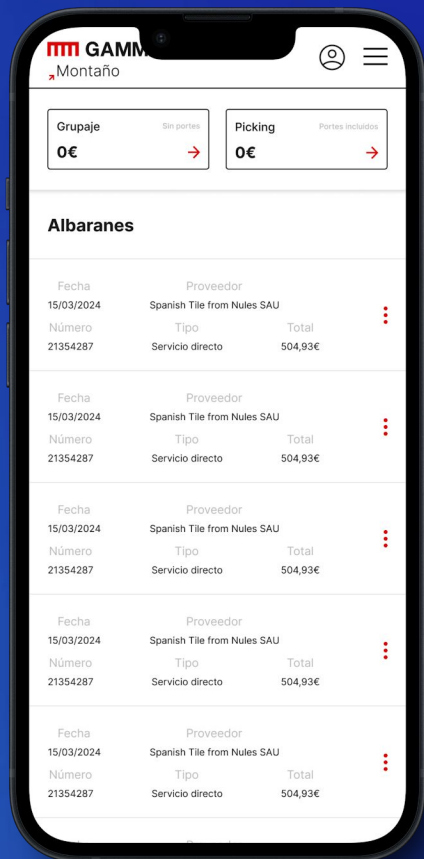 GAMM
Montaño
Grupaje Sin portes
0€
Picking Portes incluidos
0€
Albaranes
Fecha Proveedor
15/03/2024 Spanish Tile from Nules SAU
Número Tipo Total
21354287 Servicio directo 504,93€
Fecha Proveedor
15/03/2024 Spanish Tile from Nules SAU
Número Tipo Total
21354287 Servicio directo 504,93€
Fecha Proveedor
15/03/2024 Spanish Tile from Nules SAU
Número Tipo Total
21354287 Servicio directo 504,93€
Fecha Proveedor
15/03/2024 Spanish Tile from Nules SAU
Número Tipo Total
21354287 Servicio directo 504,93€
Fecha Proveedor
15/03/2024 Spanish Tile from Nules SAU
Número Tipo Total
21354287 Servicio directo 504,93€